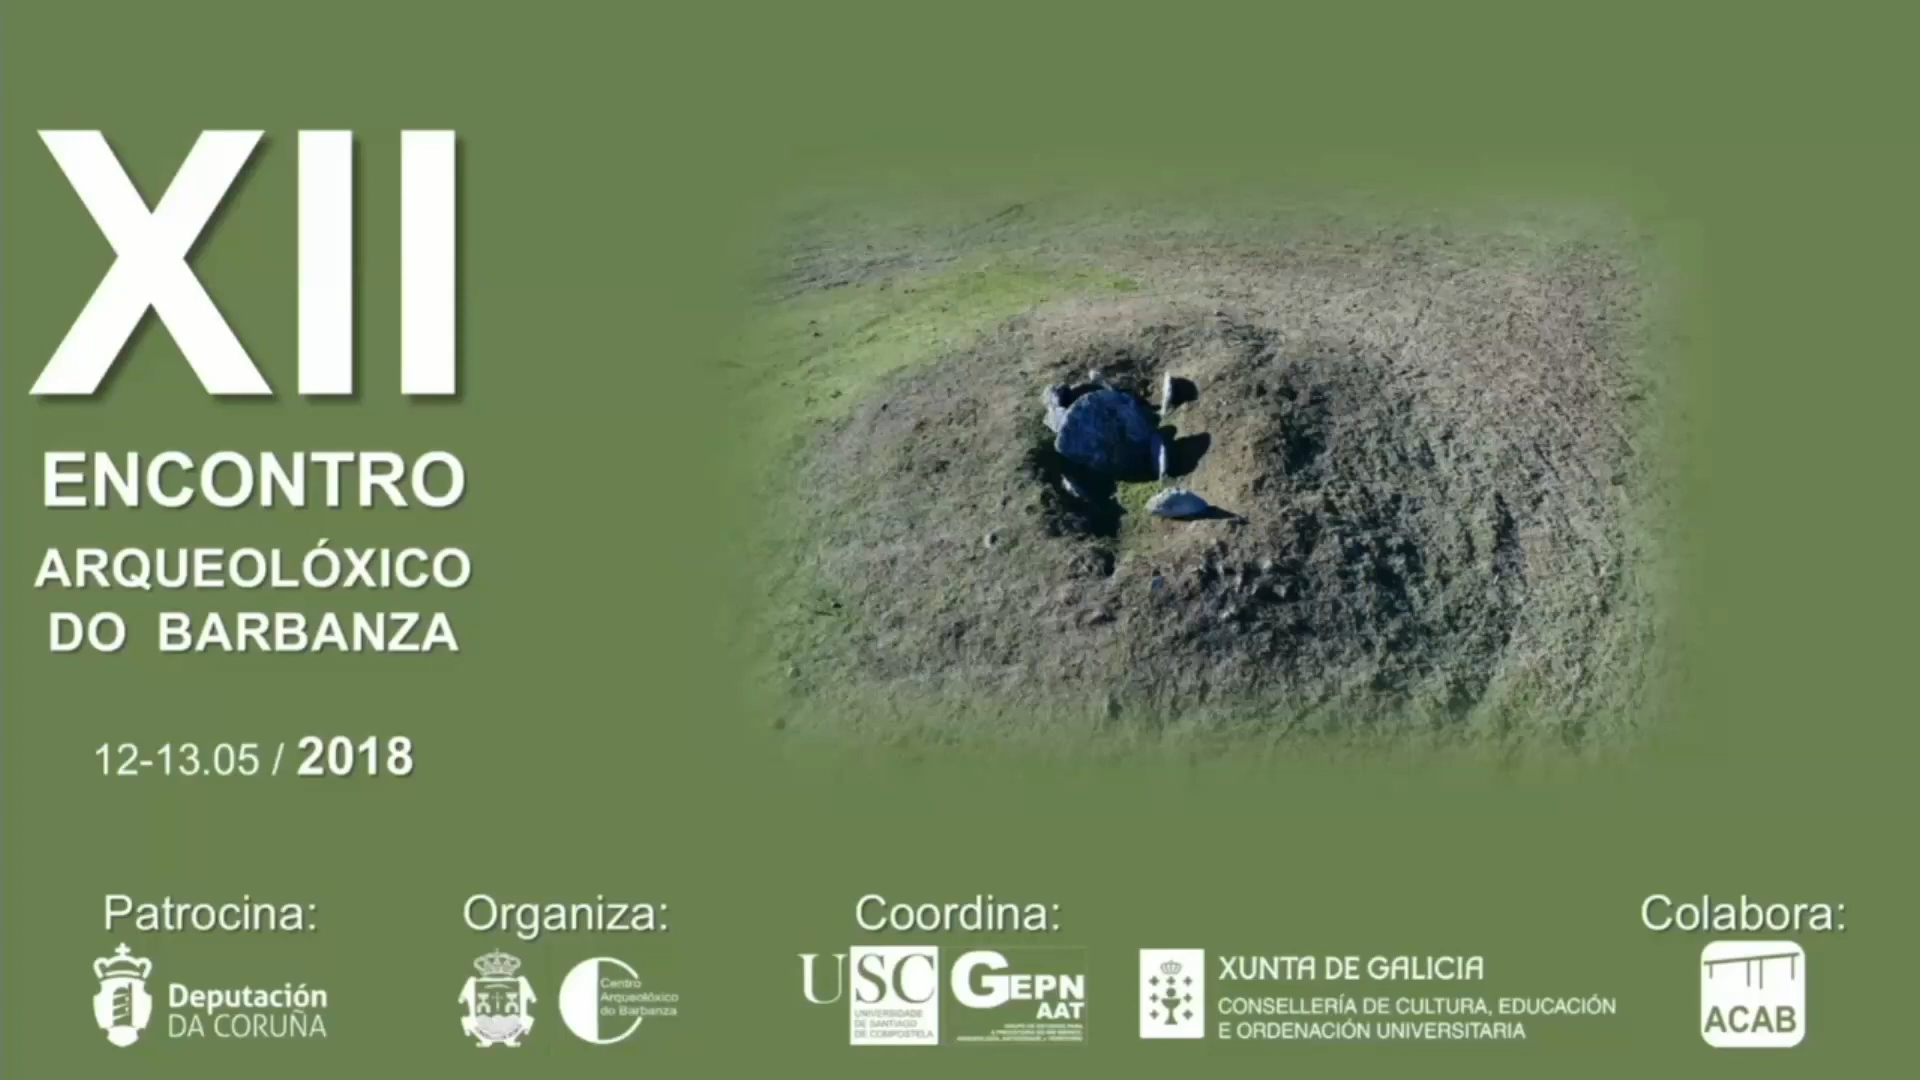 XII
ENCONTRO
ARQUEOLÓXICO
DO BARBANZA
12-13.05 / 2018
Patrocina:
Deputación
DA CORUÑA
Organiza:
Centro
Arqueolóxico
do Barbanza
Coordina:
USC
UNIVERSIDADE
DE SANTIAGO
DE COMPOSTELA
GEPN
AAT
XUNTA DE GALICIA
CONSELLERÍA DE CULTURA, EDUCACIÓN
E ORDENACIÓN UNIVERSITARIA
Colabora:
ACAB